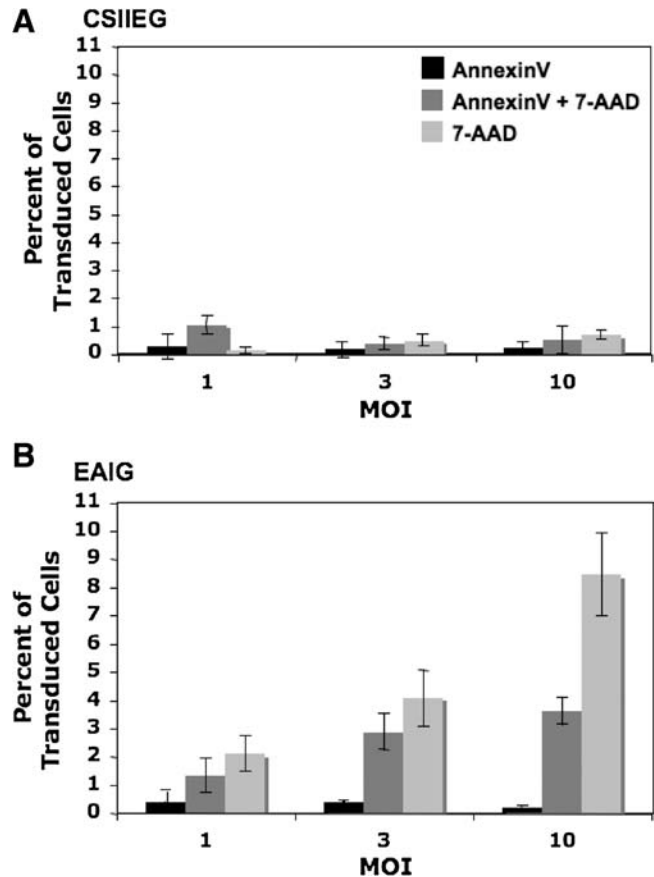 A CSIIEG
AnnexinV
AnnexinV + 7-AAD
7-AAD
Percent of
Transduced Cells
11
10
9
8
7
6
5
4
3
2
1
0
1 3 10
MOI
B EAIG
Percent of
Transduced Cells
11
10
9
8
7
6
5
4
3
2
1
0
1 3 10
MOI